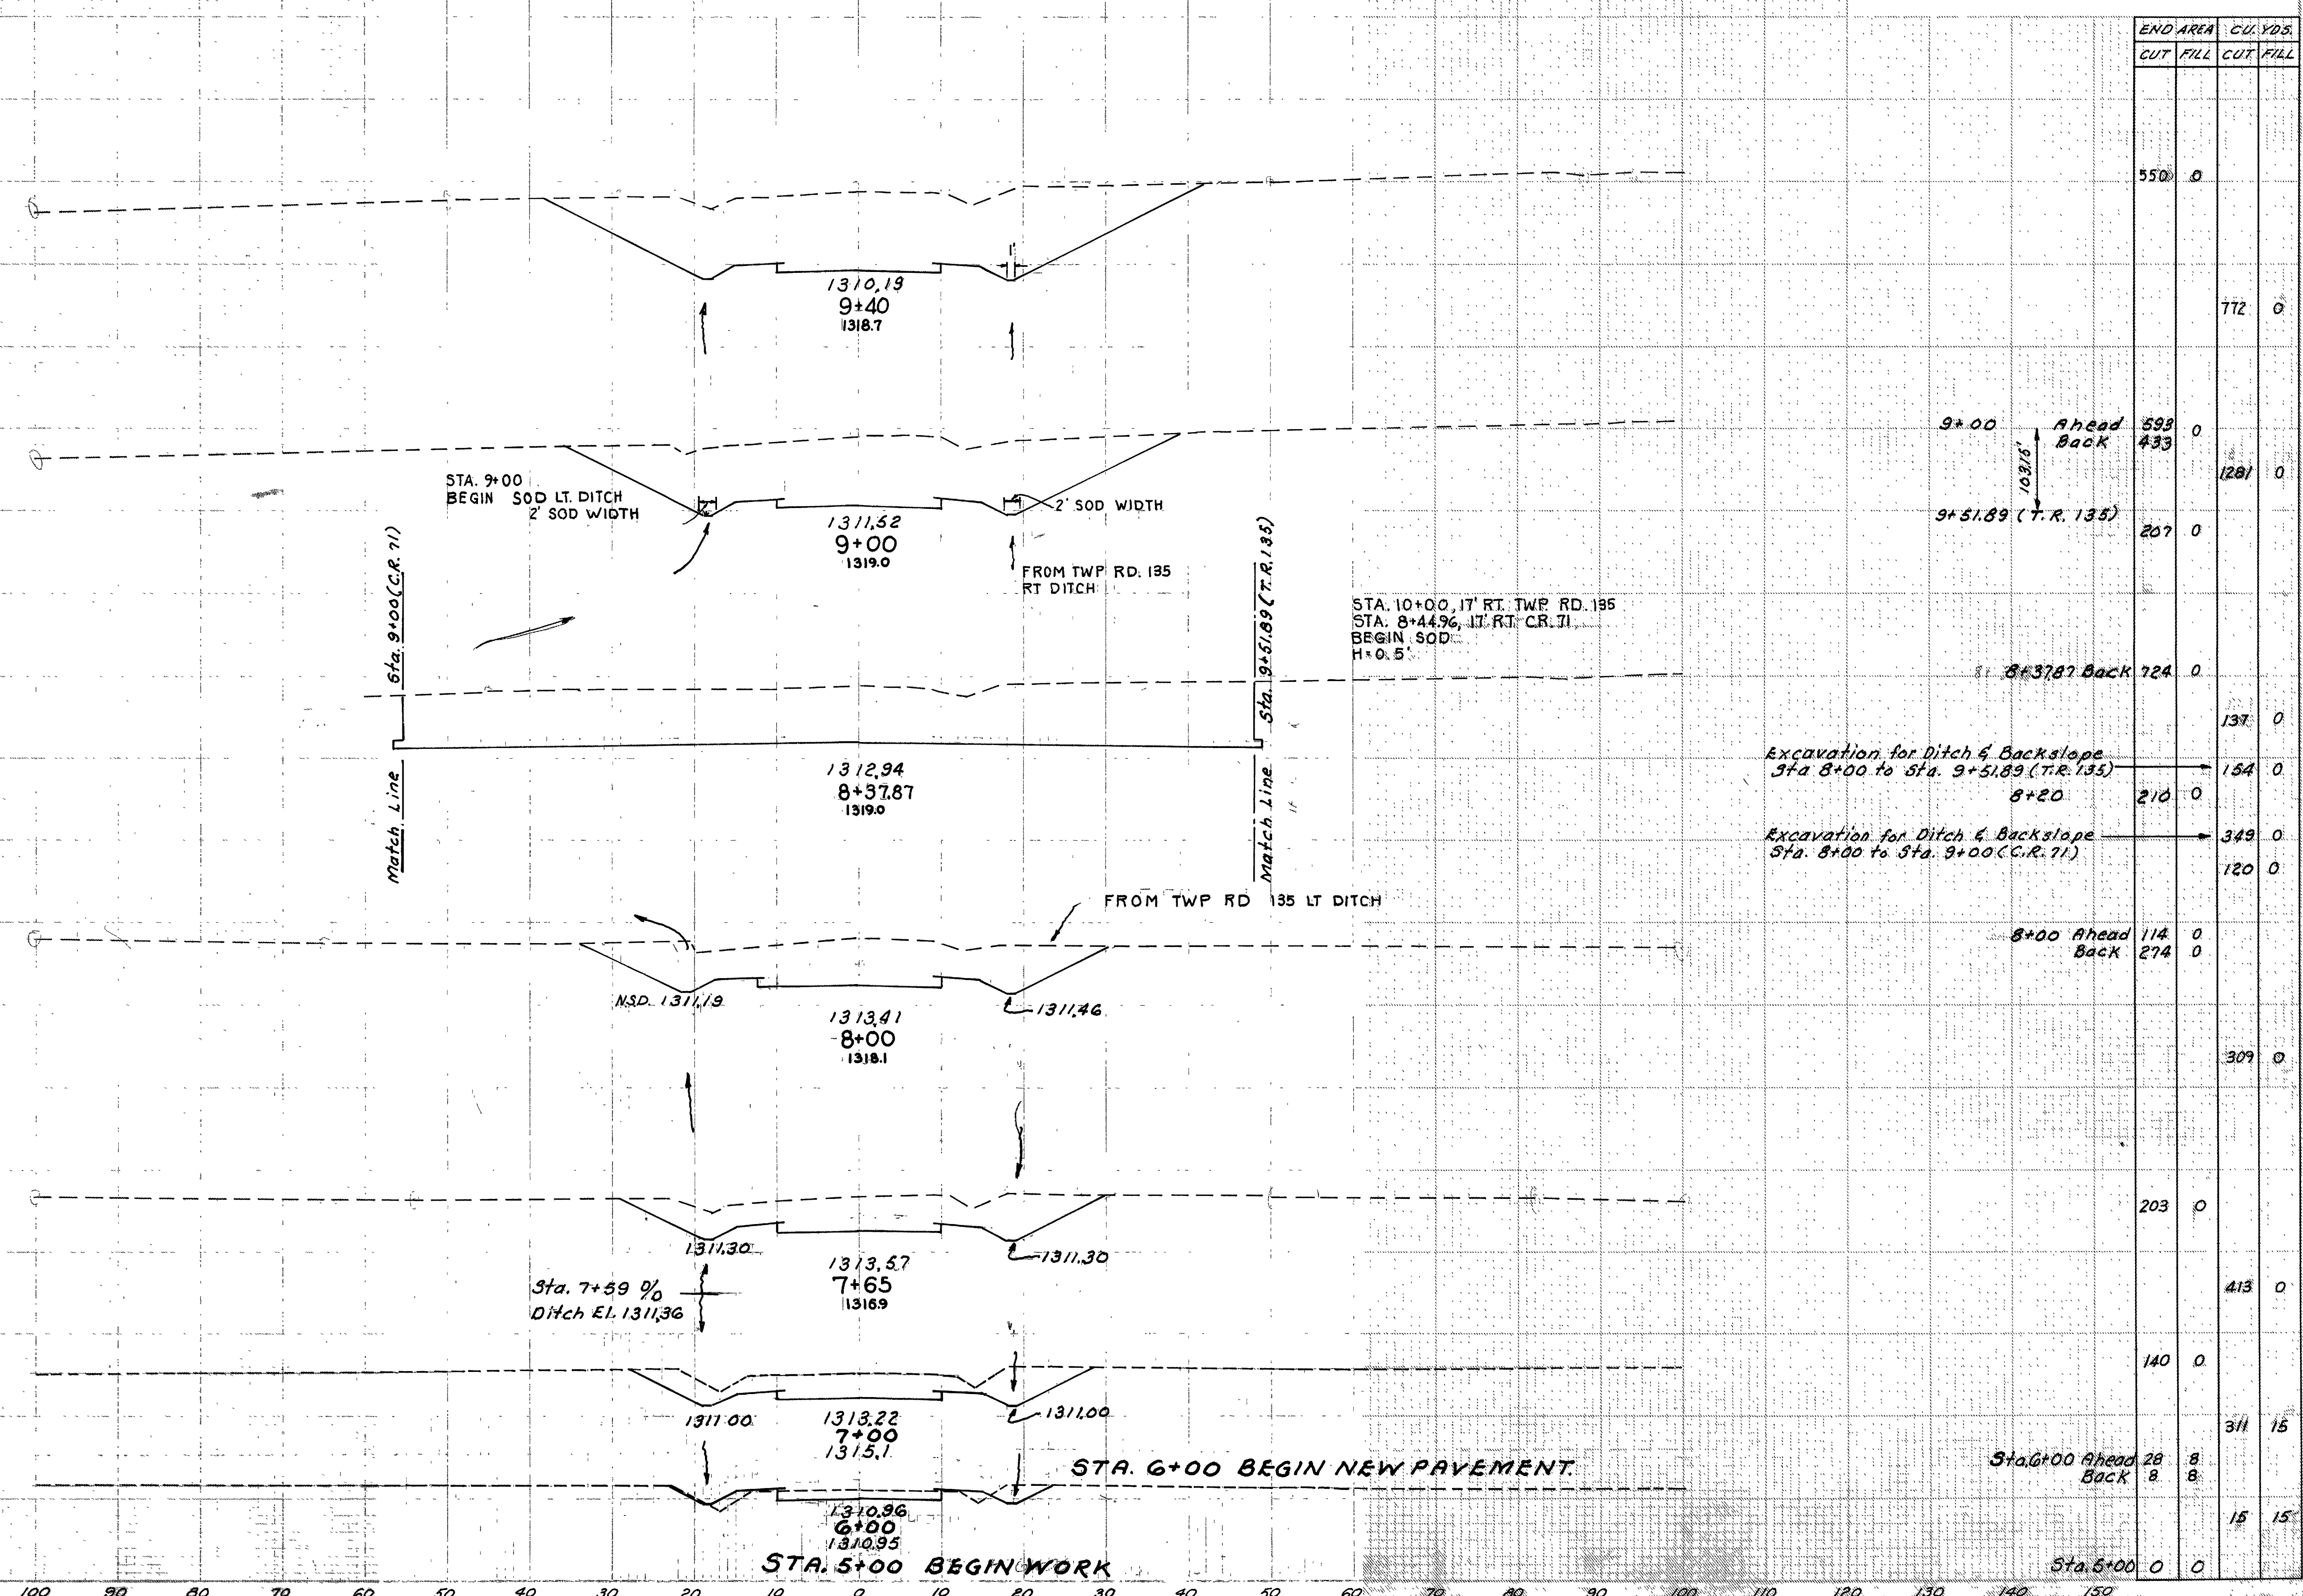 END AREA CU. YDS.
CUT FILL CUT FILL
550 0
1310.19
9+40
1318.7
1'
772 0
9+00 Ahead 593 0
Back 433
103.15'
1281 0
9+51.89 (T.R. 135)
207 0
STA. 9+00
BEGIN SOD LT. DITCH
2' SOD WIDTH
2' SOD WIDTH
1311.52
9+00
1319.0
FROM TWP RD. 135
RT DITCH
Sta. 9+00 (C.R. 71)
Match Line
Sta. 9+51.89 (T.R. 135)
Match Line
STA. 10+00, 17' RT. TWP. RD. 135
STA. 8+44.96, 17' RT. C.R. 71
BEGIN SOD
H=0.5'
8+37.87 Back 724 0
137 0
1312.94
8+37.87
1319.0
Excavation for Ditch & Backslope
Sta 8+00 to Sta. 9+51.89 (T.R. 135) 154 0
8+20 210 0
Excavation for Ditch & Backslope 349 0
Sta. 8+00 to Sta. 9+00 (C.R. 71)
120 0
FROM TWP RD 135 LT DITCH
8+00 Ahead 114 0
Back 274 0
NSD. 1311.19
1311.46
1313.41
8+00
1318.1
309 0
203 0
1311.30
1311.30
1313.57
7+65
1316.9
Sta. 7+59 %
Ditch El. 1311.36
413 0
140 0
1311.00
1311.00
1313.22
7+00
1315.1
311 15
STA. 6+00 BEGIN NEW PAVEMENT.
Sta. 6+00 Ahead 28 8
Back 8 8
1310.96
6+00
1310.95
15 15
STA. 5+00 BEGIN WORK
Sta. 5+00 0 0
100 90 80 70 60 50 40 30 20 10 0 10 20 30 40 50 60 70 80 90 100 110 120 130 140 150